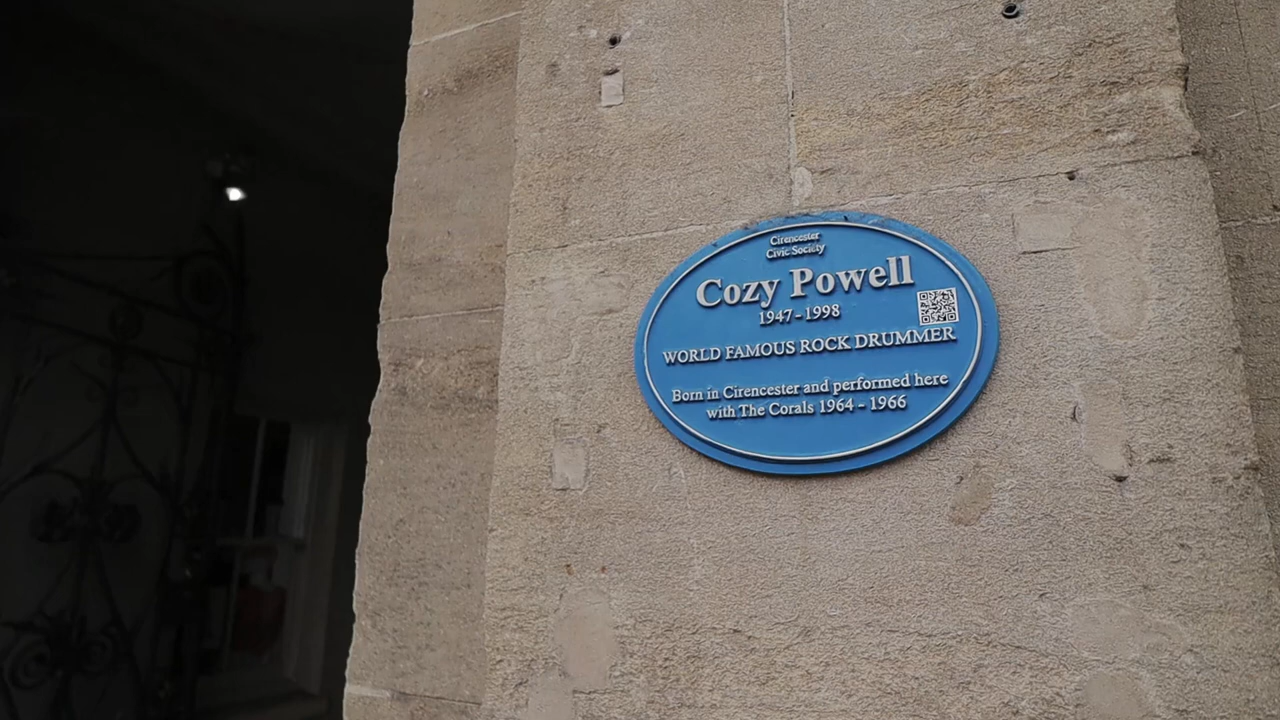 Cirencester
Civic Society
Cozy Powell
1947 - 1998
WORLD FAMOUS ROCK DRUMMER
Born in Cirencester and performed here
with The Corals 1964 - 1966